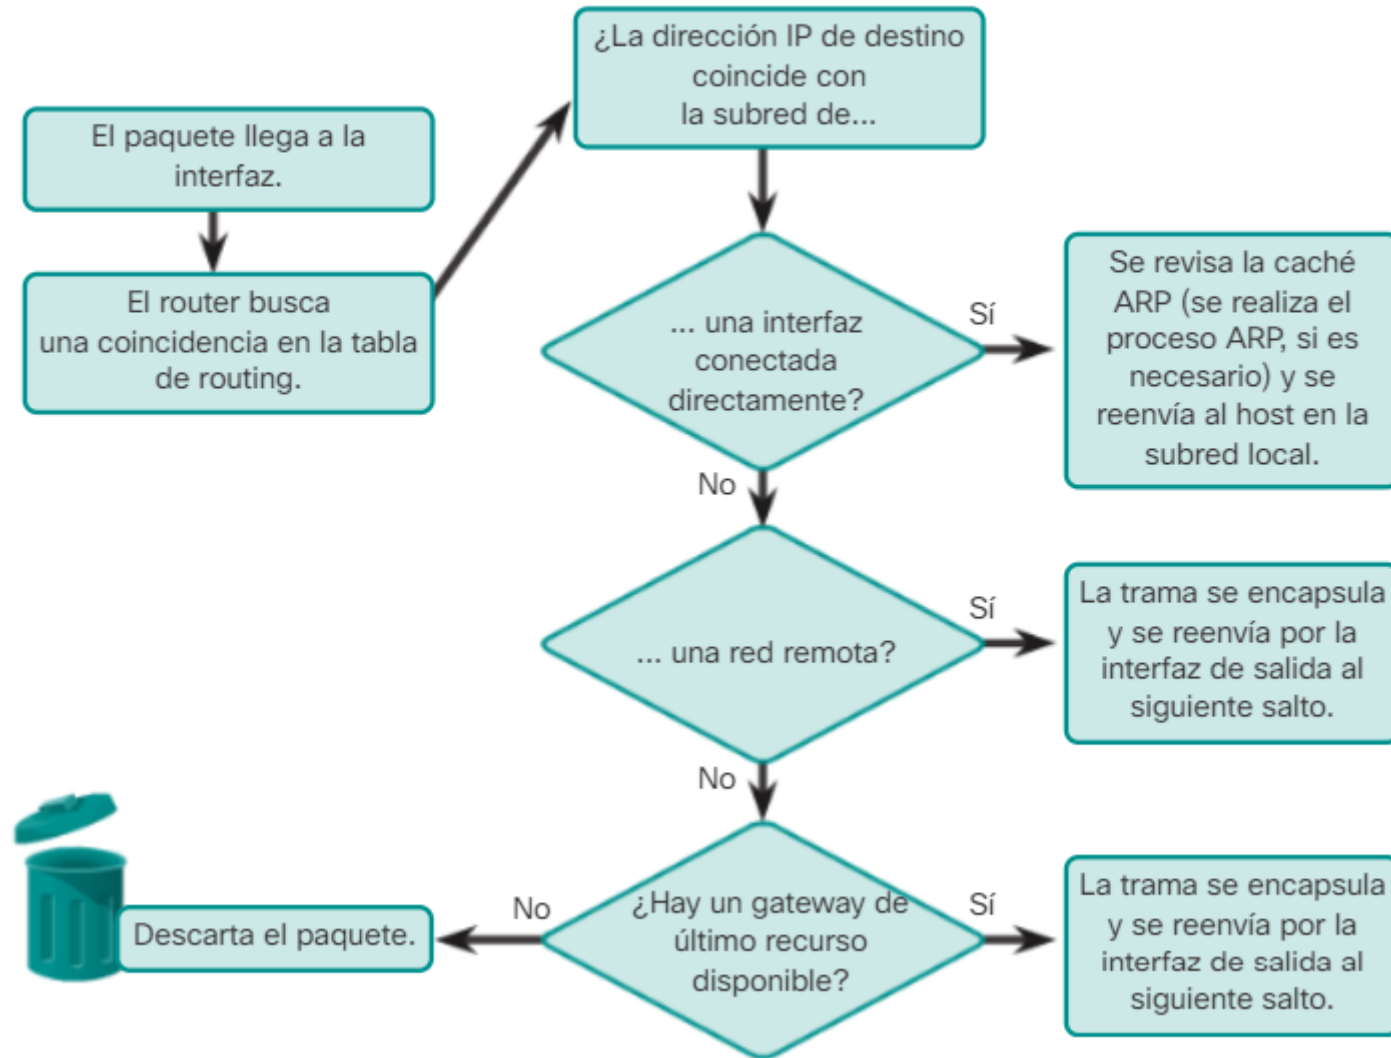 El paquete llega a la
interfaz.
El router busca
una coincidencia en la tabla
de routing.
¿La dirección IP de destino
coincide con
la subred de...
... una interfaz
conectada
directamente?
Sí
Se revisa la caché
ARP (se realiza el
proceso ARP, si es
necesario) y se
reenvía al host en la
subred local.
No
... una red remota?
Sí
La trama se encapsula
y se reenvía por la
interfaz de salida al
siguiente salto.
No
¿Hay un gateway de
último recurso
disponible?
Sí
La trama se encapsula
y se reenvía por la
interfaz de salida al
siguiente salto.
No
Descarta el paquete.